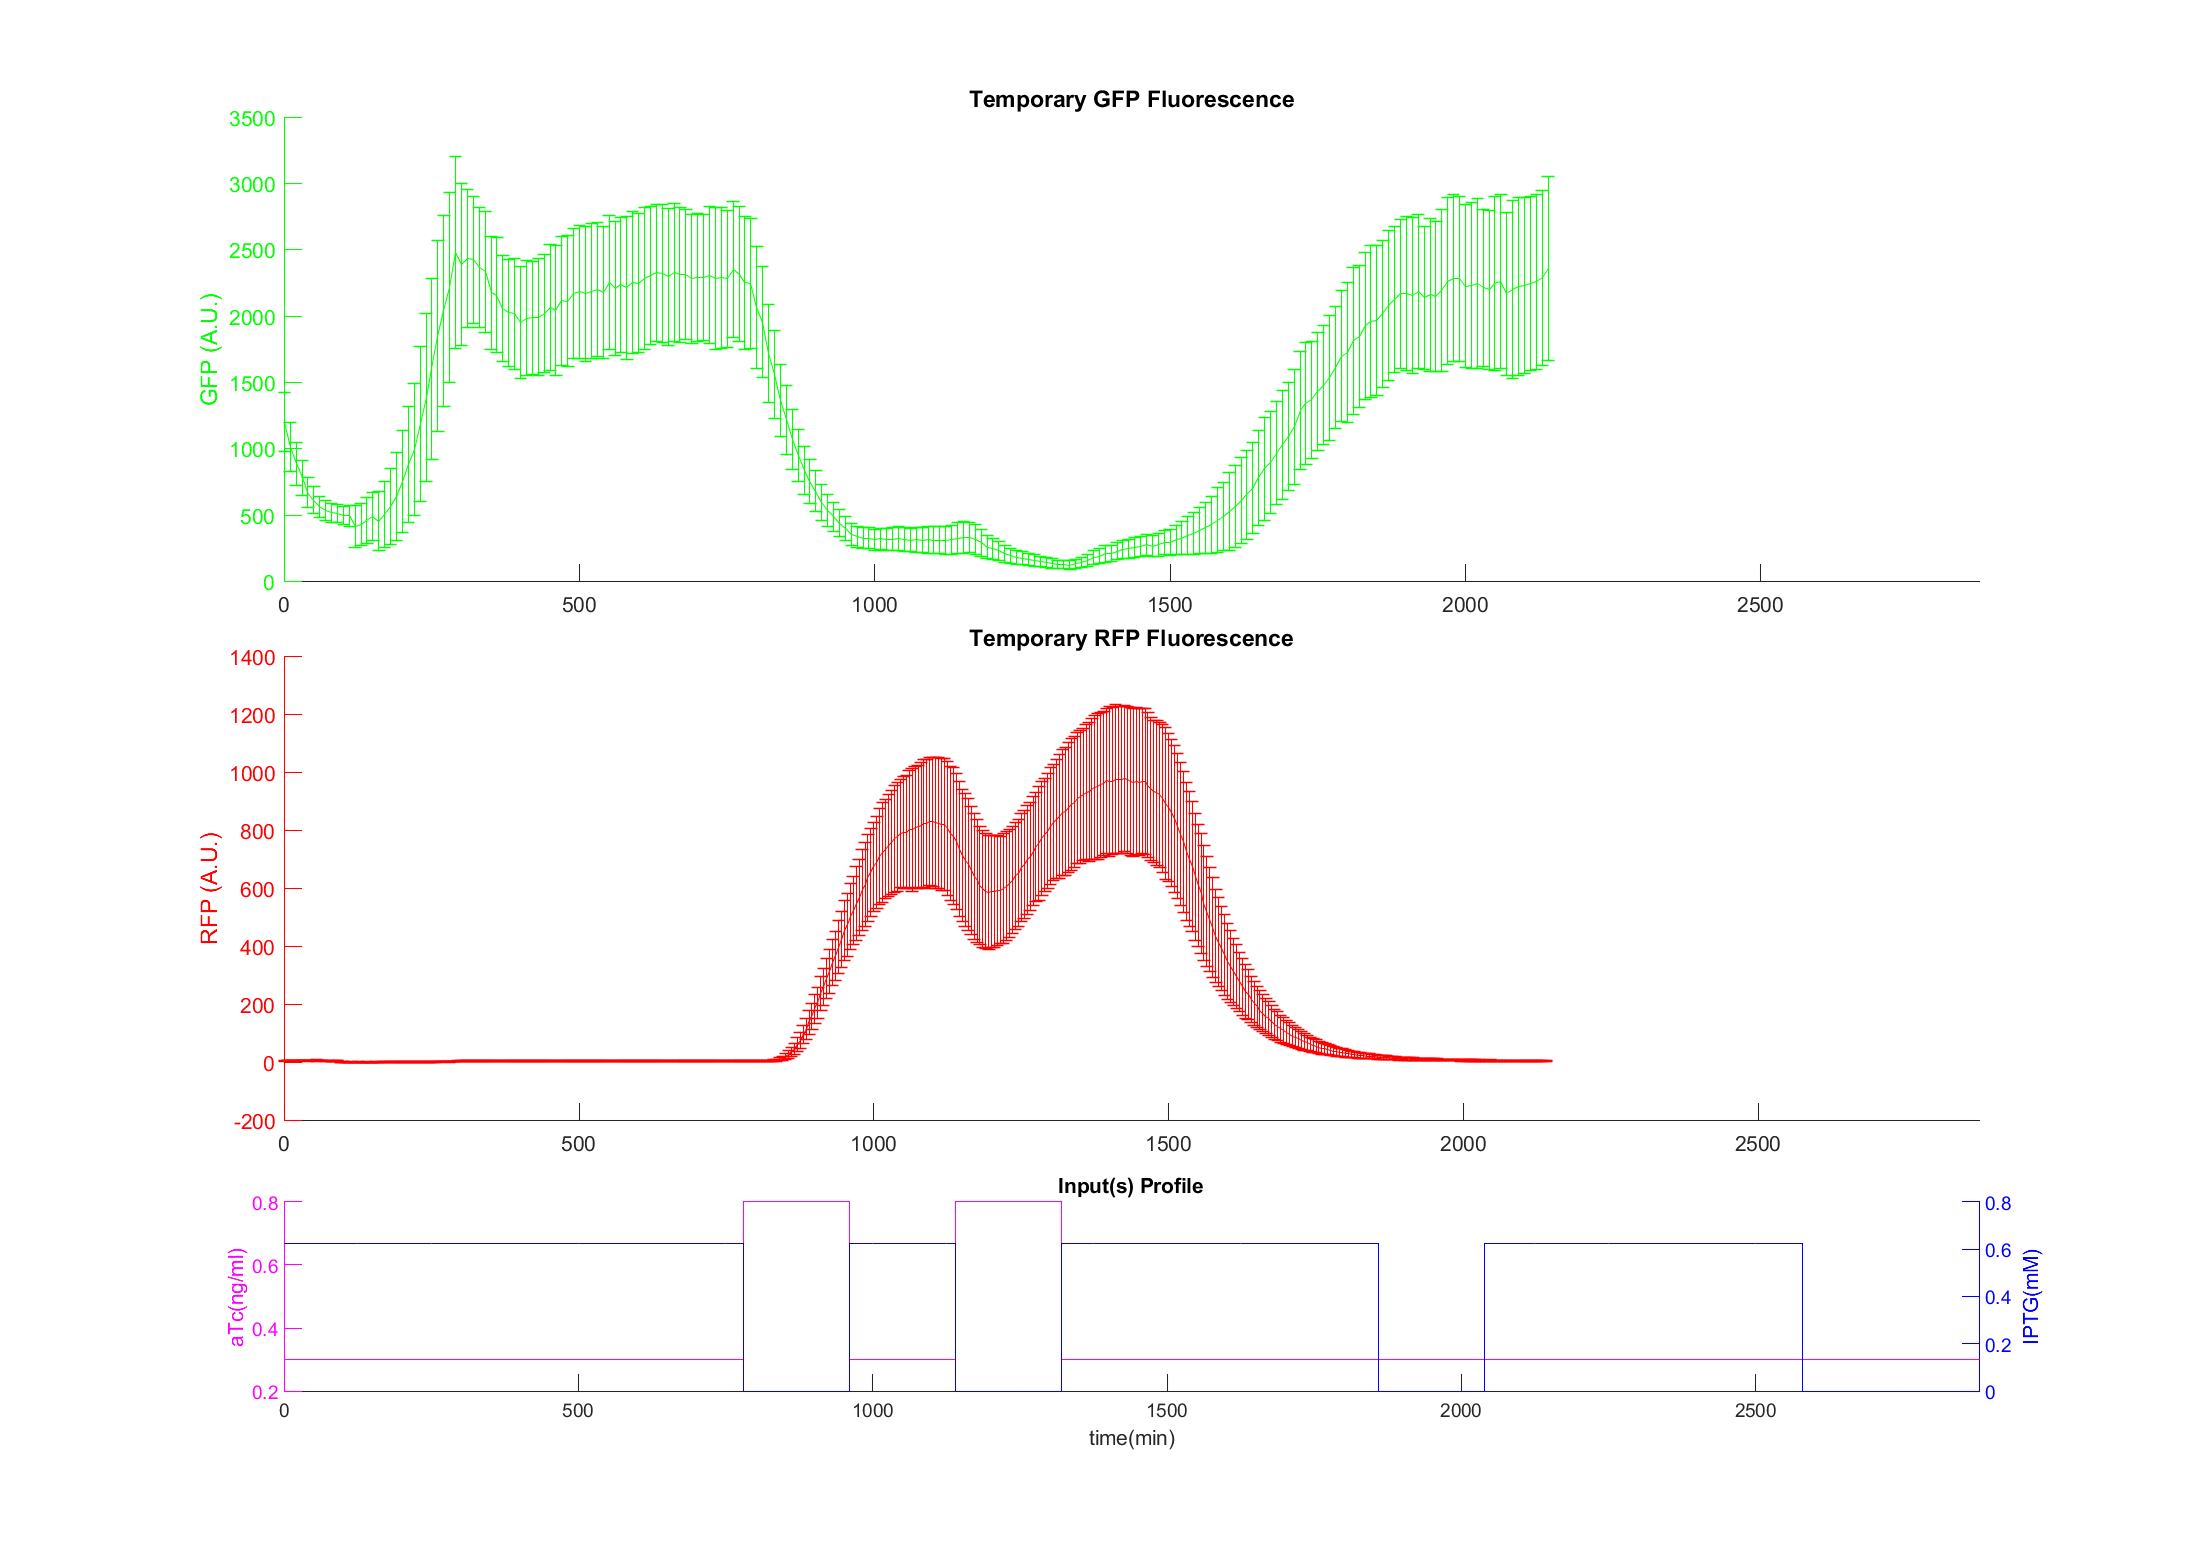 Temporary GFP Fluorescence
3500
3000
2500
2000
1500
1000
500
0
GFP (A.U.)
0 500 1000 1500 2000 2500
Temporary RFP Fluorescence
1400
1200
1000
800
600
400
200
0
-200
RFP (A.U.)
0 500 1000 1500 2000 2500
Input(s) Profile
0.8
0.6
0.4
0.2
aTc(ng/ml)
0.8
0.6
0.4
0.2
0
IPTG(mM)
0 500 1000 1500 2000 2500
time(min)